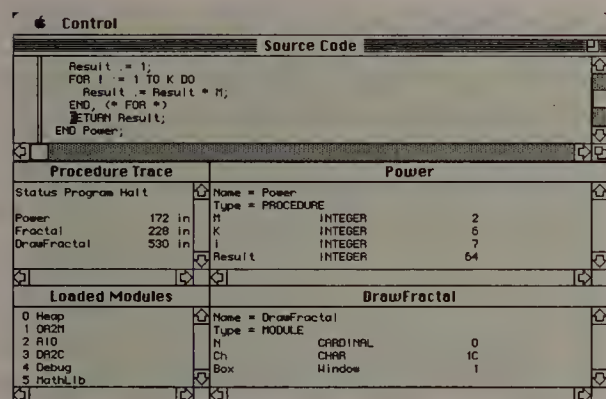 Control
Source Code
Result := 1;
FOR I := 1 TO K DO
Result := Result * M;
END; (* FOR *)
RETURN Result;
END Power;
Procedure Trace
Status Program Halt
Power 172 in
Fractal 228 in
DrawFractal 530 in
Power
Name = Power
Type = PROCEDURE
M INTEGER 2
K INTEGER 6
I INTEGER 7
Result INTEGER 64
Loaded Modules
0 Heap
1 DR2M
2 AIO
3 DR2C
4 Debug
5 MathLib
DrawFractal
Name = DrawFractal
Type = MODULE
N CARDINAL 0
Ch CHAR 1C
Box Window 1